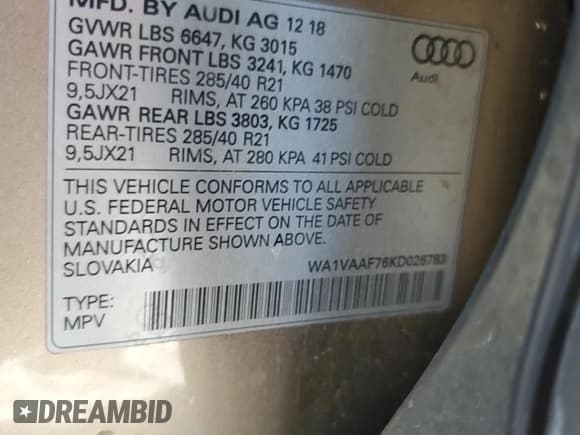 MFD. BY AUDI AG 12 18
GVWR LBS 6647, KG 3015
GAWR FRONT LBS 3241, KG 1470
FRONT-TIRES 285/40 R21
9,5JX21 RIMS, AT 260 KPA 38 PSI COLD
GAWR REAR LBS 3803, KG 1725
REAR-TIRES 285/40 R21
9,5JX21 RIMS, AT 280 KPA 41 PSI COLD
Audi
THIS VEHICLE CONFORMS TO ALL APPLICABLE
U.S. FEDERAL MOTOR VEHICLE SAFETY
STANDARDS IN EFFECT ON THE DATE OF
MANUFACTURE SHOWN ABOVE.
SLOVAKIA WA1VAAF76KD026783
TYPE:
MPV
DREAMBID